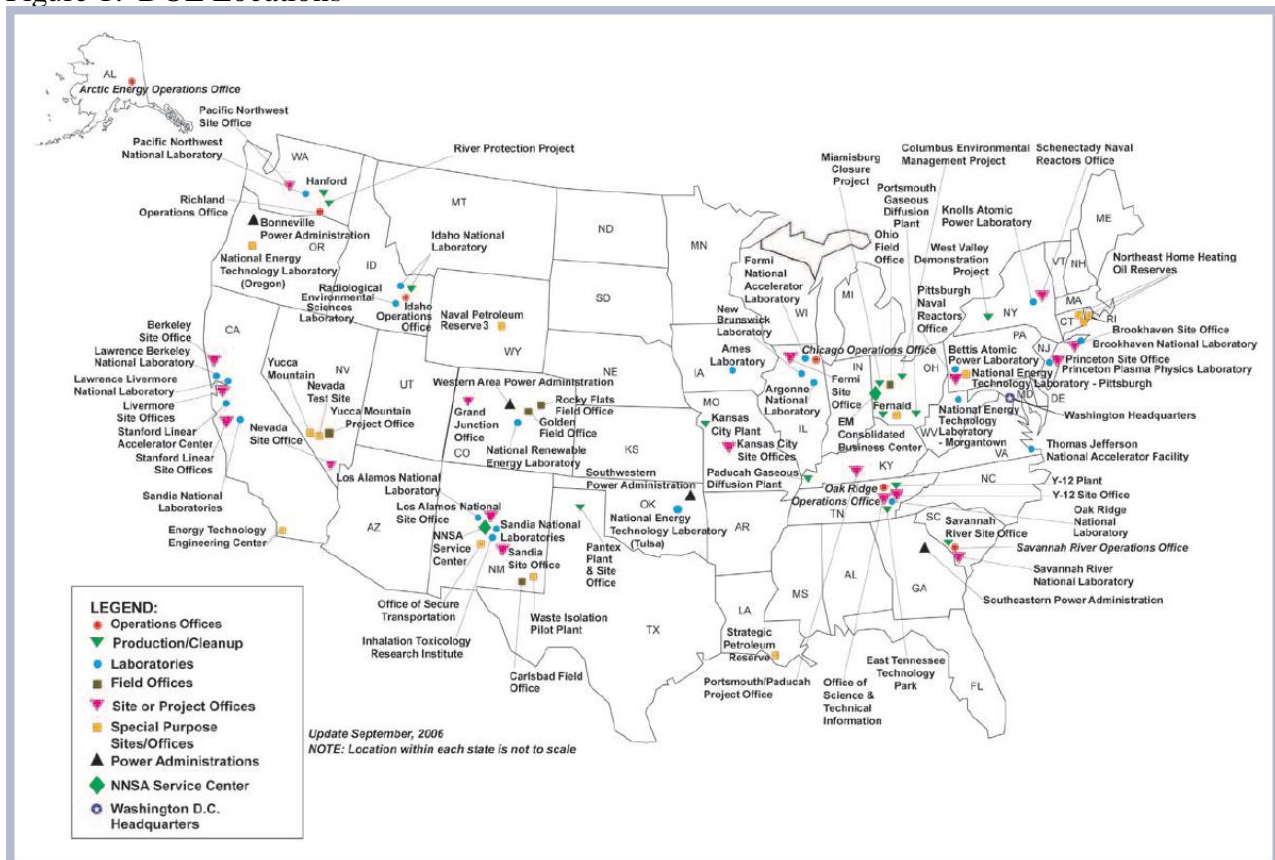 Figure 1. DOE Locations
AL
Arctic Energy Operations Office
Pacific Northwest
Site Office
Pacific Northwest
National Laboratory
WA
Hanford
River Protection Project
Richland
Operations Office
Bonneville
Power Administration
OR
National Energy
Technology Laboratory
(Oregon)
MT
ID
Idaho National
Laboratory
Radiological
Environmental
Sciences
Laboratory
Idaho
Operations
Office
Naval Petroleum
Reserve 3
WY
ND
SD
NE
KS
MN
Berkeley
Site Office
Lawrence Berkeley
National Laboratory
Lawrence Livermore
National Laboratory
Livermore
Site Offices
Stanford Linear
Accelerator Center
Stanford Linear
Site Offices
Sandia National
Laboratories
CA
Yucca
Mountain
NV
Nevada
Test Site
Yucca Mountain
Project Office
Nevada
Site Office
UT
Energy Technology
Engineering Center
AZ
Western Area Power Administration
Grand
Junction
Office
CO
Rocky Flats
Field Office
Golden
Field Office
National Renewable
Energy Laboratory
Los Alamos National
Laboratory
Los Alamos National
Site Office
NNSA
Service
Center
Sandia National
Laboratories
Sandia
Site Office
NM
Office of Secure
Transportation
Inhalation Toxicology
Research Institute
Waste Isolation
Pilot Plant
Carlsbad Field
Office
Pantex
Plant
& Site
Office
Southwestern
Power Administration
OK
National Energy
Technology Laboratory
(Tulsa)
TX
Ames
Laboratory
IA
MO
Kansas
City Plant
Kansas City
Site Offices
Paducah Gaseous
Diffusion Plant
AR
LA
Strategic
Petroleum
Reserve
MS
AL
Fermi
National
Accelerator
Laboratory
WI
New
Brunswick
Laboratory
Chicago Operations Office
Argonne
National
Laboratory
IL
Fermi
Site
Office
MI
IN
OH
Fernald
EM
Consolidated
Business Center
KY
Miamisburg
Closure
Project
Columbus Environmental
Management Project
Portsmouth
Gaseous
Diffusion
Plant
Ohio
Field
Office
West Valley
Demonstration
Project
Pittsburgh
Naval
Reactors
Office
Knolls Atomic
Power Laboratory
Schenectady Naval
Reactors Office
ME
VT
NH
NY
MA
CT
RI
Northeast Home Heating
Oil Reserves
Brookhaven Site Office
Brookhaven National Laboratory
PA
NJ
Princeton Site Office
Princeton Plasma Physics Laboratory
Bettis Atomic
Power Laboratory
National Energy
Technology Laboratory - Pittsburgh
MD
DE
Washington Headquarters
National Energy
Technology
Laboratory
- Morgantown
WV
VA
Thomas Jefferson
National Accelerator Facility
Oak Ridge
Operations Office
TN
NC
Y-12 Plant
Y-12 Site Office
Oak Ridge
National
Laboratory
SC
Savannah
River Site Office
Savannah River Operations Office
Savannah River
National Laboratory
GA
Southeastern Power Administration
Portsmouth/Paducah
Project Office
Office of
Science &
Technical
Information
East Tennessee
Technology
Park
FL
LEGEND:
Operations Offices
Production/Cleanup
Laboratories
Field Offices
Site or Project Offices
Special Purpose
Sites/Offices
Power Administrations
NNSA Service Center
Washington D.C.
Headquarters
Update September, 2006
NOTE: Location within each state is not to scale